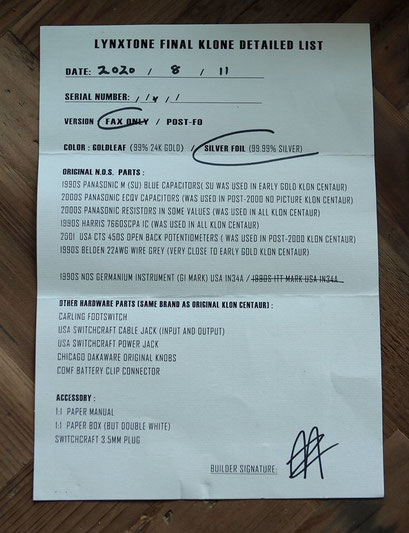 LYNXTONE FINAL KLONE DETAILED LIST
DATE: 2020 / 8 / 11
SERIAL NUMBER: / /
VERSION : FAX ONLY / POST-FQ
COLOR : GOLDLEAF (99% 24K GOLD) / SILVER FOIL (99.99% SILVER)
ORIGINAL N.O.S. PARTS :
1990S PANASONIC M (SU) BLUE CAPACITORS( SU WAS USED IN EARLY GOLD KLON CENTAUR)
2000S PANASONIC ECQV CAPACITORS (WAS USED IN POST-2000 NO PICTURE KLON CENTAUR)
2000S PANASONIC RESISTORS IN SOME VALUES (WAS USED IN ALL KLON CENTAUR)
1990S HARRIS 7660SCPA IC (WAS USED IN ALL KLON CENTAUR)
2001 USA CTS 450S OPEN BACK POTENTIOMETERS ( WAS USED IN POST-2000 KLON CENTAUR)
1990S BELDEN 22AWG WIRE GREY (VERY CLOSE TO EARLY GOLD KLON CENTAUR)
1990S NOS GERMANIUM INSTRUMENT (GI MARK) USA IN34A / 1980S ITT MARK USA IN34A
OTHER HARDWARE PARTS (SAME BRAND AS ORIGINAL KLON CENTAUR) :
CARLING FOOTSWITCH
USA SWITCHCRAFT CABLE JACK (INPUT AND OUTPUT)
USA SWITCHCRAFT POWER JACK
CHICAGO DAKAWARE ORIGINAL KNOBS
COMF BATTERY CLIP CONNECTOR
ACCESSORY :
1:1 PAPER MANUAL
1:1 PAPER BOX (BUT DOUBLE WHITE)
SWITCHCRAFT 3.5MM PLUG
BUILDER SIGNATURE: